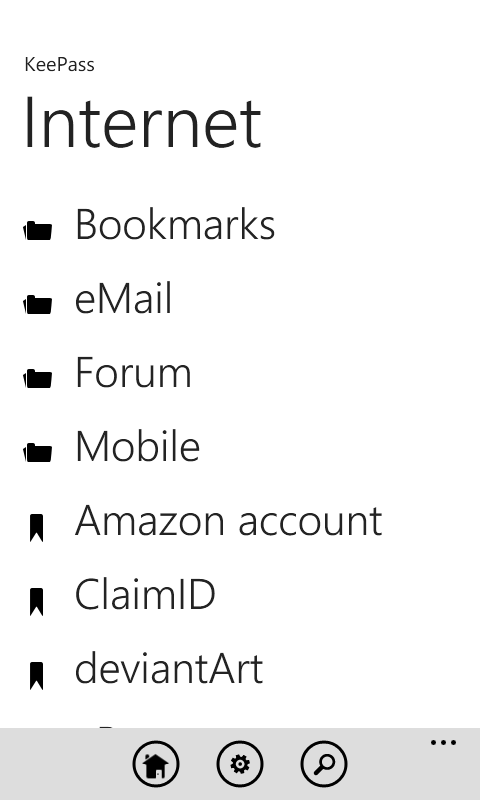 KeePass
Internet
Bookmarks
eMail
Forum
Mobile
Amazon account
ClaimID
deviantArt